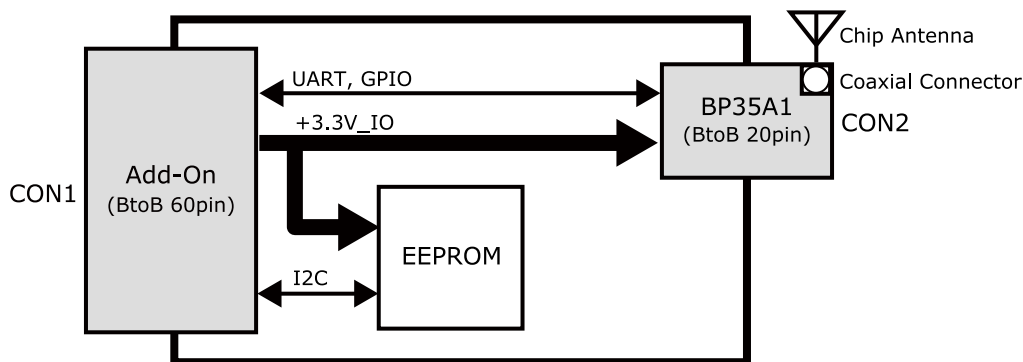 Chip Antenna
UART, GPIO
Coaxial Connector
BP35A1
(BtoB 20pin)
CON2
+3.3V_IO
CON1
Add-On
(BtoB 60pin)
EEPROM
I2C